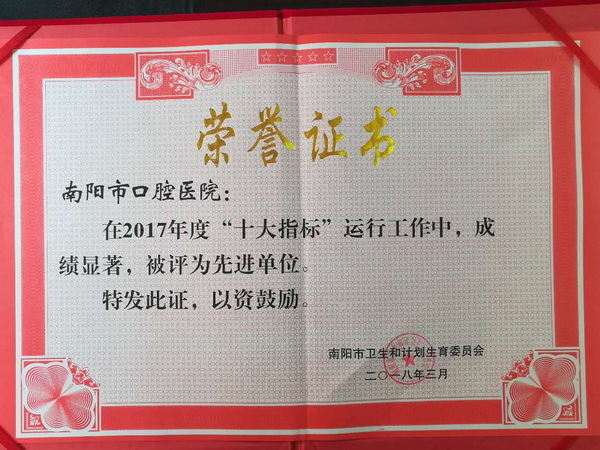 荣誉证书
南阳市口腔医院：
在2017年度“十大指标”运行工作中，成
绩显著，被评为先进单位。
特发此证，以资鼓励。
南阳市卫生和计划生育委员会
二〇一八年三月